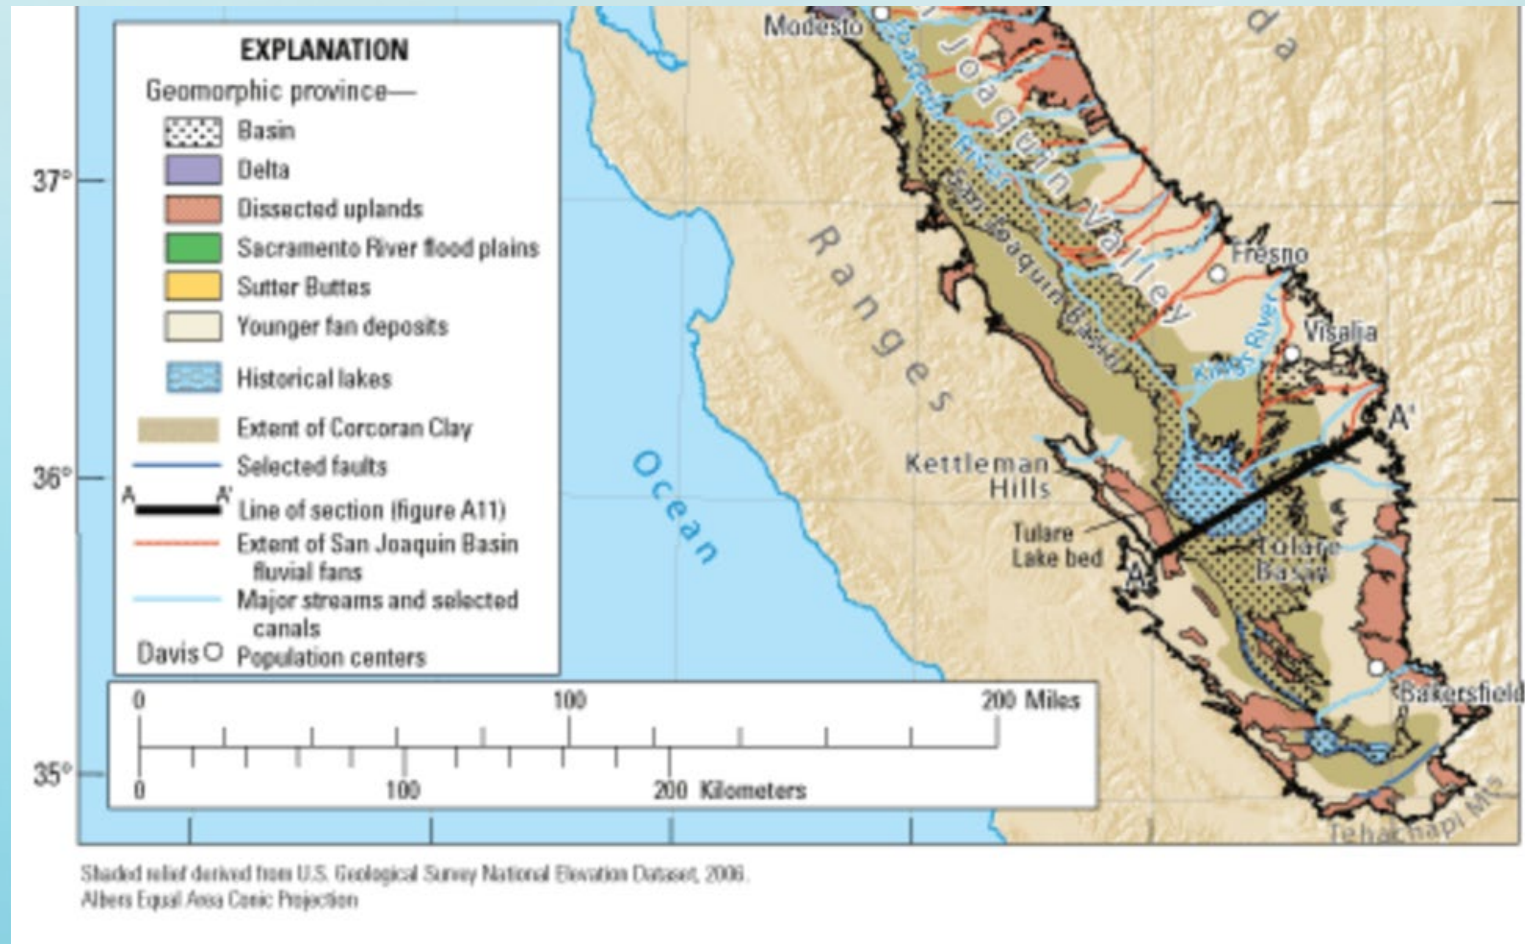 EXPLANATION
Geomorphic province—
Basin
Delta
Dissected uplands
Sacramento River flood plains
Sutter Buttes
Younger fan deposits
Historical lakes
Extent of Corcoran Clay
Selected faults
A A' Line of section (figure A11)
Extent of San Joaquin Basin
fluvial fans
Major streams and selected
canals
Davis Population centers
0 100 200 Miles
0 100 200 Kilometers
37°
36°
35°
Modesto
da
Joaquin
Valley
San Joaquin Basin
River
Ranges
Fresno
Kings River
Visalia
A'
Kettleman
Hills
Tulare
Lake bed
A
Tulare
Basin
Ocean
Bakersfield
Tehachapi Mts
Shaded relief derived from U.S. Geological Survey National Elevation Dataset, 2006.
Albers Equal Area Conic Projection